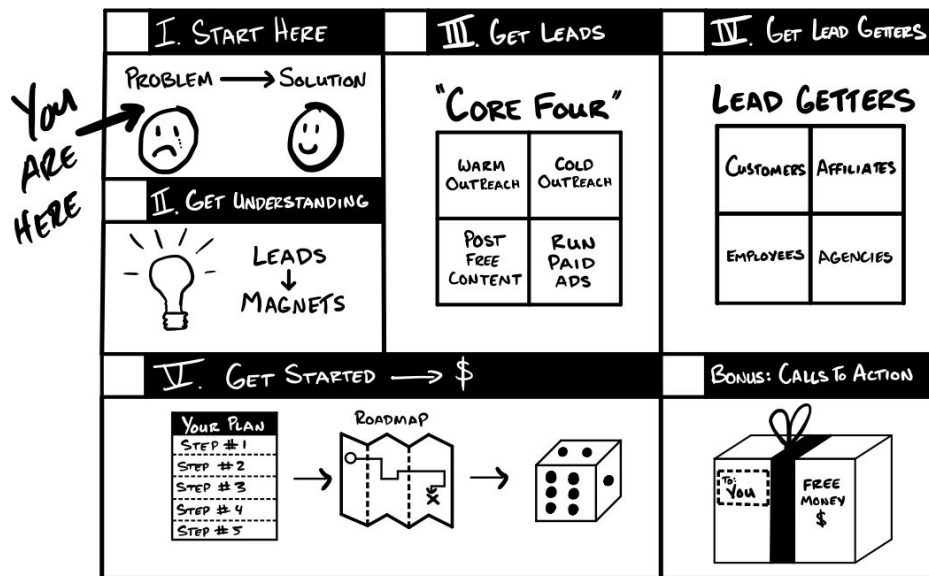 You
ARE
HERE
I. START HERE
PROBLEM → SOLUTION
II. GET UNDERSTANDING
LEADS
↓
MAGNETS
III. GET LEADS
"CORE FOUR"
WARM
OUTREACH
COLD
OUTREACH
POST
FREE
CONTENT
RUN
PAID
ADS
IV. GET LEAD GETTERS
LEAD GETTERS
CUSTOMERS
AFFILIATES
EMPLOYEES
AGENCIES
V. GET STARTED → $
YOUR PLAN
STEP #1
STEP #2
STEP #3
STEP #4
STEP #5
ROADMAP
X
BONUS: CALLS TO ACTION
TO:
YOU
FREE
MONEY
$